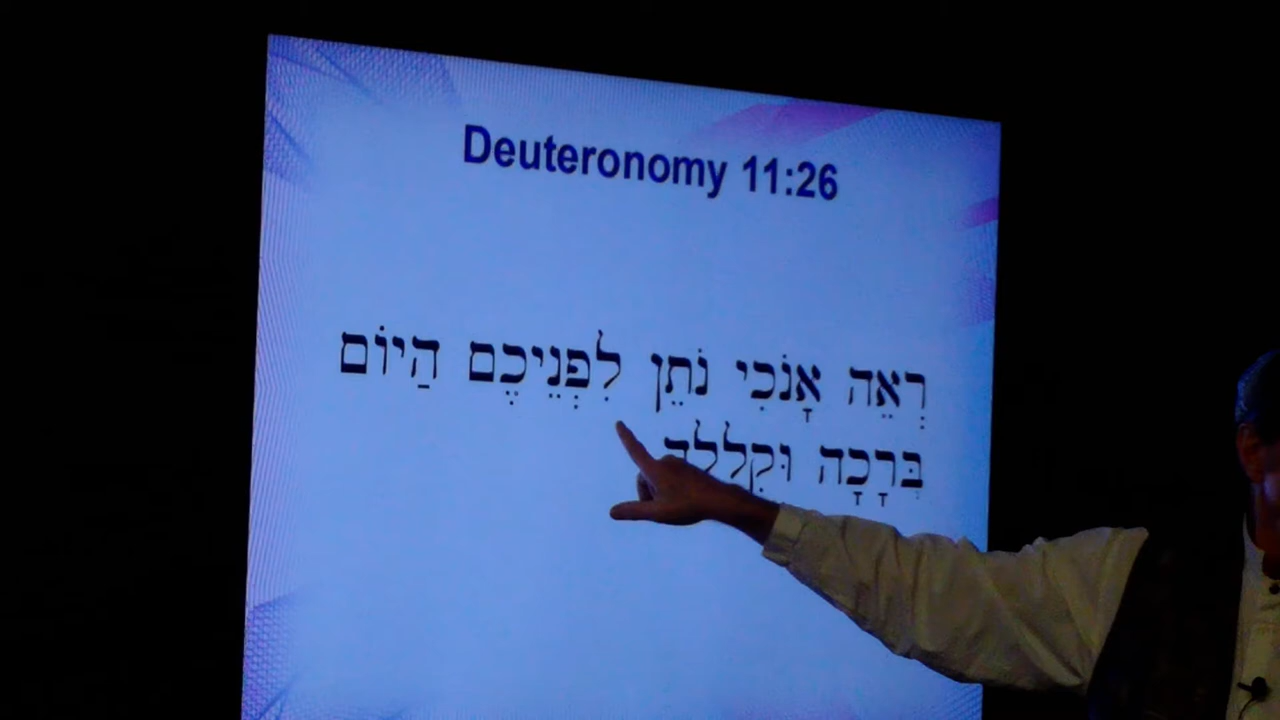 Deuteronomy 11:26
רְאֵה אָנֹכִי נֹתֵן לִפְנֵיכֶם הַיּוֹם
בְּרָכָה וּקְלָלָה